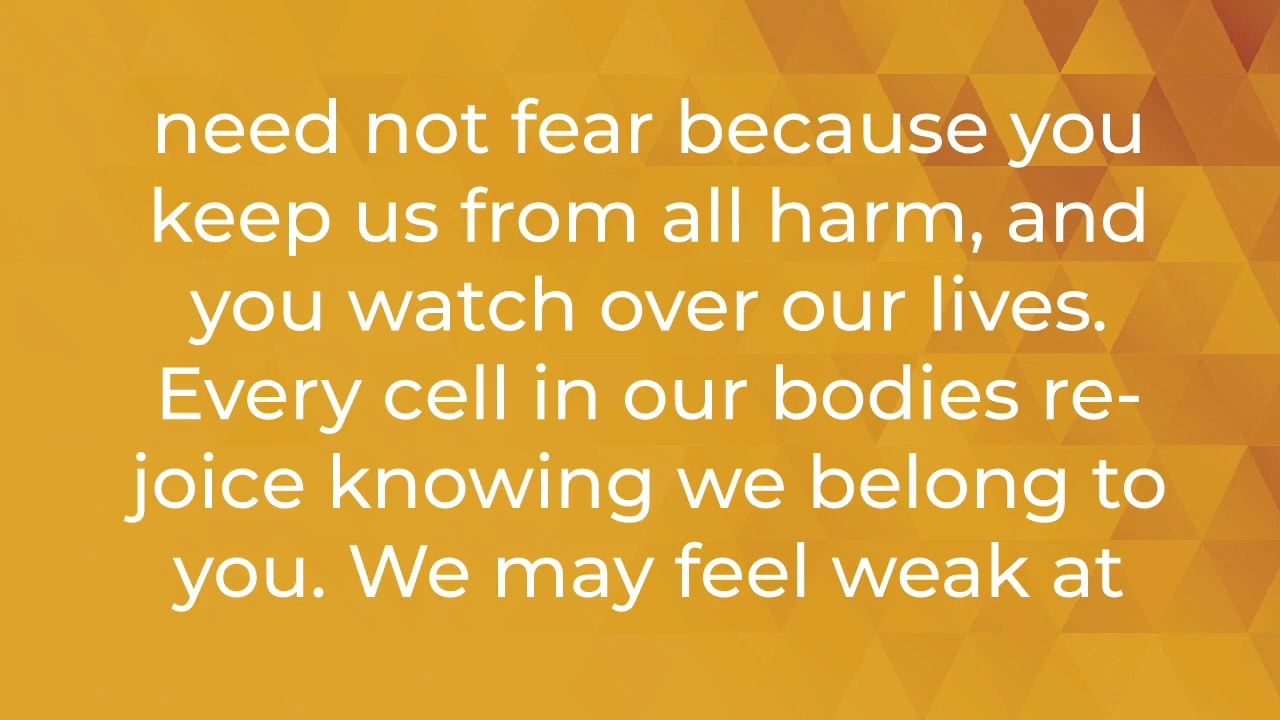 need not fear because you
keep us from all harm, and
you watch over our lives.
Every cell in our bodies re-
joice knowing we belong to
you. We may feel weak at